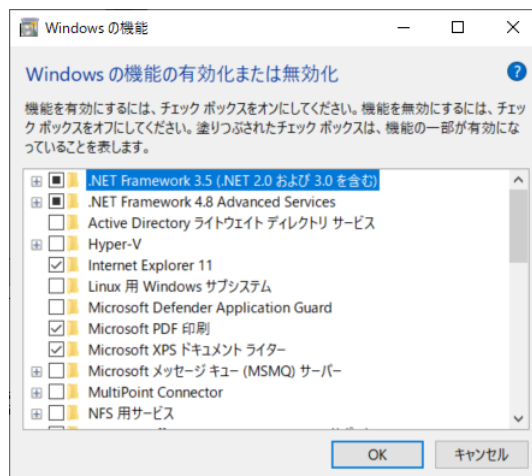 Windows の機能
Windows の機能の有効化または無効化
機能を有効にするには、チェック ボックスをオンにしてください。機能を無効にするには、チェッ
ク ボックスをオフにしてください。塗りつぶされたチェック ボックスは、機能の一部が有効にな
っていることを表します。
.NET Framework 3.5 (.NET 2.0 および 3.0 を含む)
.NET Framework 4.8 Advanced Services
Active Directory ライトウェイト ディレクトリ サービス
Hyper-V
Internet Explorer 11
Linux 用 Windows サブシステム
Microsoft Defender Application Guard
Microsoft PDF 印刷
Microsoft XPS ドキュメント ライター
Microsoft メッセージ キュー (MSMQ) サーバー
MultiPoint Connector
NFS 用サービス
OK
キャンセル